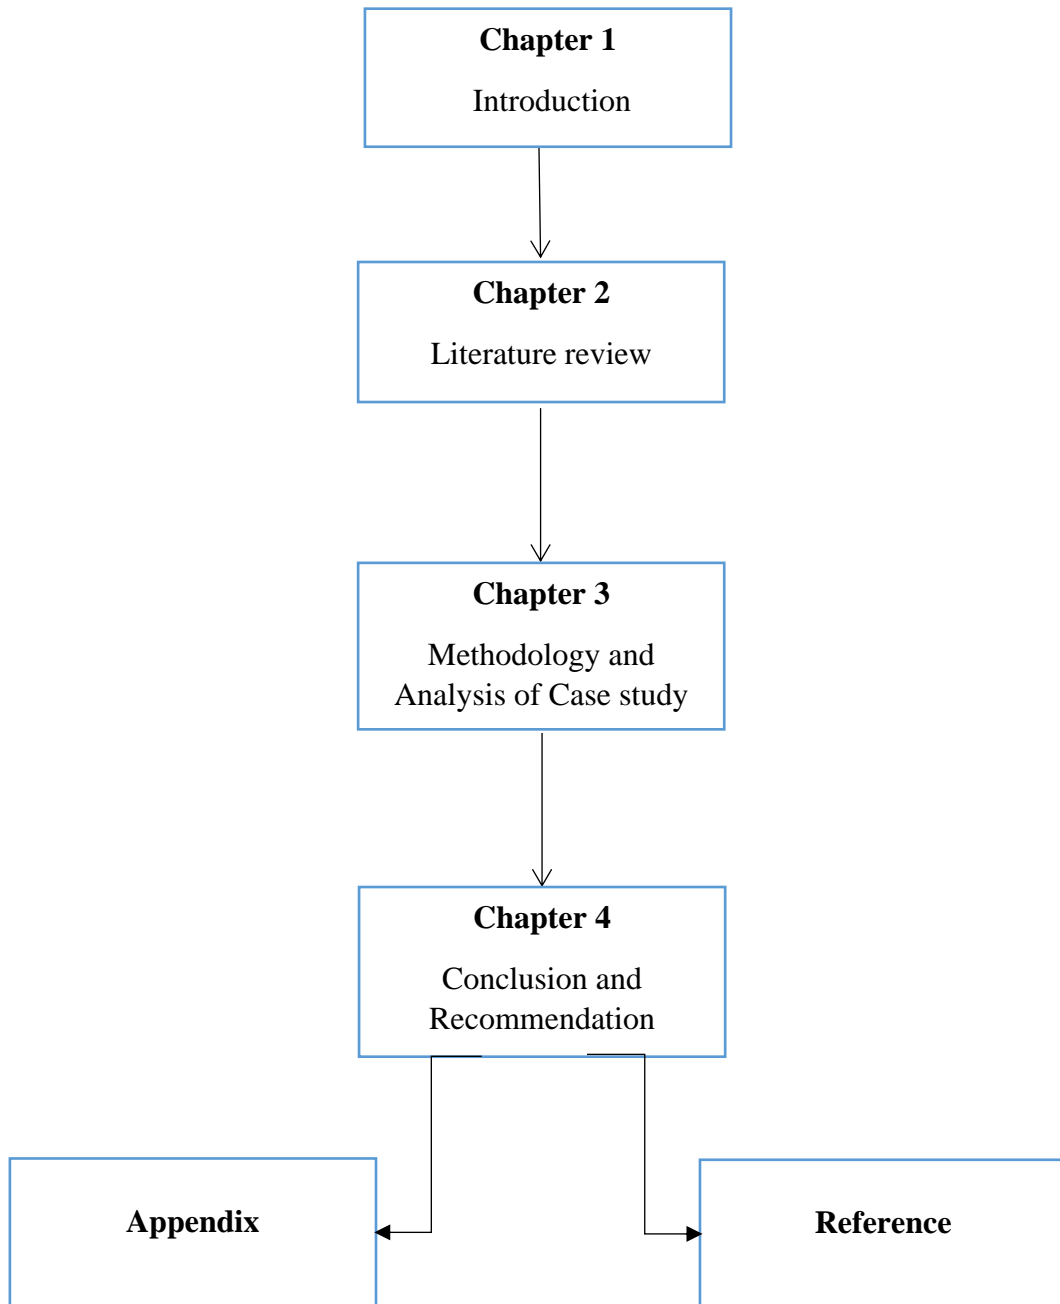 Chapter 1
Introduction
Chapter 2
Literature review
Chapter 3
Methodology and
Analysis of Case study
Chapter 4
Conclusion and
Recommendation
Appendix
Reference